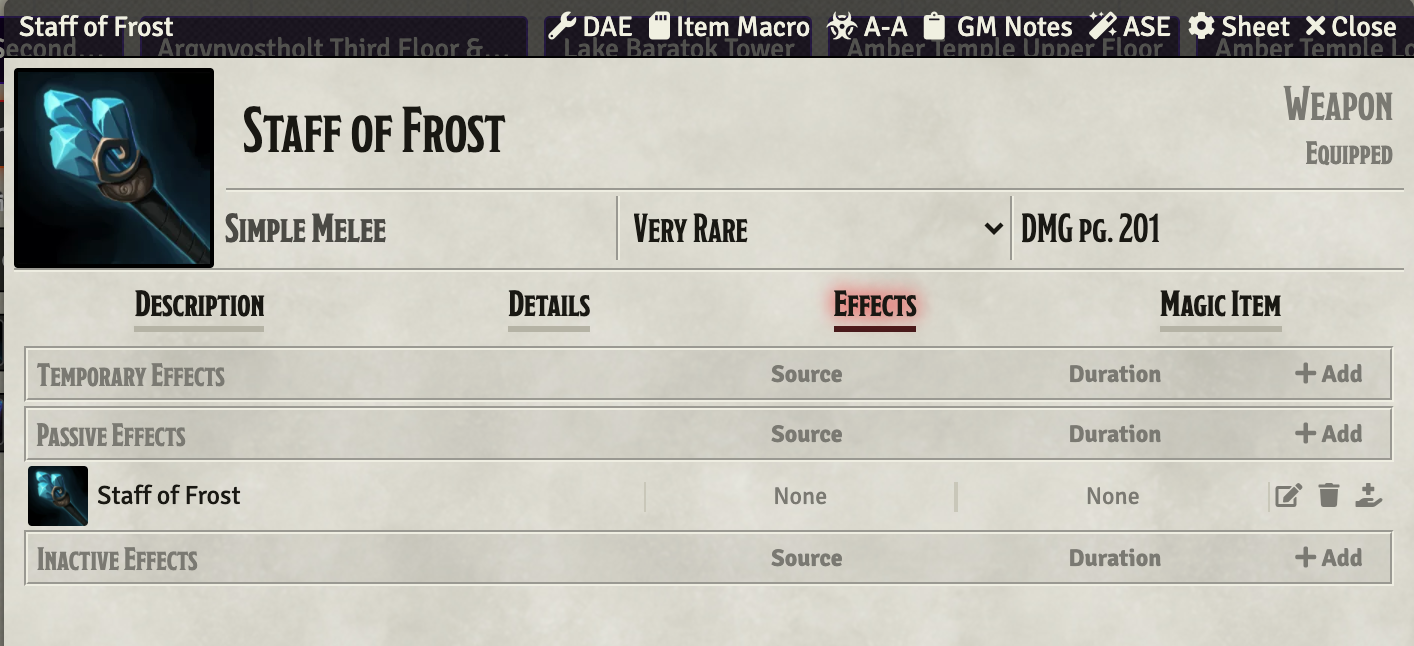 Staff of Frost DAE Item Macro A-A GM Notes ASE Sheet Close
Second... Argvnvostholt Third Floor &... Lake Baratok Tower Amber Temple Upper Floor Amber Temple Lo
Staff of Frost
Weapon
Equipped
Simple Melee Very Rare DMG pg. 201
Description Details Effects Magic Item
Temporary Effects Source Duration + Add
Passive Effects Source Duration + Add
Staff of Frost None None
Inactive Effects Source Duration + Add